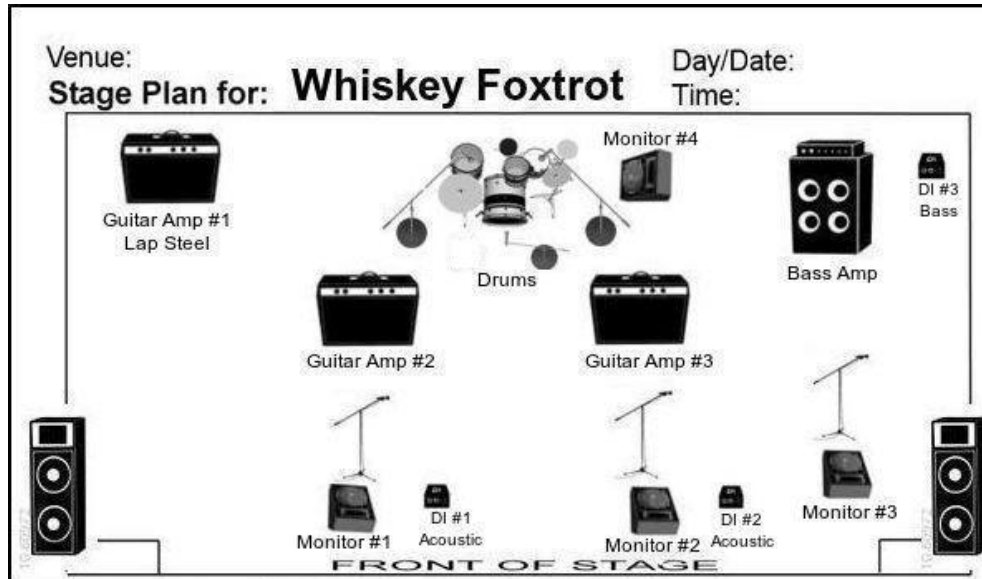 Venue:
Day/Date:
Stage Plan for: Whiskey Foxtrot
Time:
Monitor #4
Guitar Amp #1
Lap Steel
DI #3
Bass
Drums
Bass Amp
Guitar Amp #2
Guitar Amp #3
DI #1
Acoustic
DI #2
Acoustic
Monitor #3
Monitor #1
Monitor #2
FRONT OF STAGE